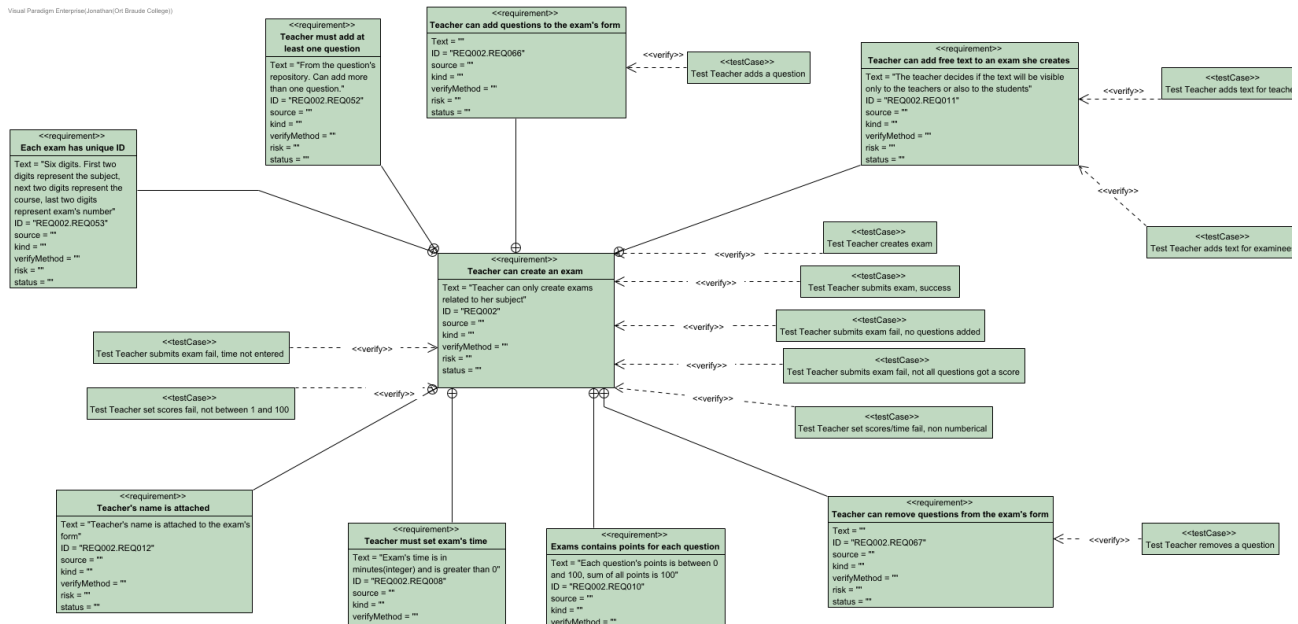 Visual Paradigm Enterprise(Jonathan(Ort Braude College))
<<requirement>>
Teacher must add at
least one question
Text = "From the question's
repository. Can add more
than one question."
ID = "REQ002.REQ052"
source = ""
kind = ""
verifyMethod = ""
risk = ""
status = ""
<<requirement>>
Teacher can add questions to the exam's form
Text = ""
ID = "REQ002.REQ066"
source = ""
kind = ""
verifyMethod = ""
risk = ""
status = ""
<<verify>>
<<testCase>>
Test Teacher adds a question
<<requirement>>
Teacher can add free text to an exam she creates
Text = "The teacher decides if the text will be visible
only to the teachers or also to the students"
ID = "REQ002.REQ011"
source = ""
kind = ""
verifyMethod = ""
risk = ""
status = ""
<<verify>>
<<testCase>>
Test Teacher adds text for teache
<<verify>>
<<testCase>>
Test Teacher adds text for examinee
<<requirement>>
Each exam has unique ID
Text = "Six digits. First two
digits represent the subject,
next two digits represent the
course, last two digits
represent exam's number"
ID = "REQ002.REQ053"
source = ""
kind = ""
verifyMethod = ""
risk = ""
status = ""
<<requirement>>
Teacher can create an exam
Text = "Teacher can only create exams
related to her subject"
ID = "REQ002"
source = ""
kind = ""
verifyMethod = ""
risk = ""
status = ""
<<verify>>
<<testCase>>
Test Teacher creates exam
<<verify>>
<<testCase>>
Test Teacher submits exam, success
<<verify>>
<<testCase>>
Test Teacher submits exam fail, no questions added
<<verify>>
<<testCase>>
Test Teacher submits exam fail, not all questions got a score
<<verify>>
<<testCase>>
Test Teacher set scores/time fail, non numberical
<<testCase>>
Test Teacher submits exam fail, time not entered
<<verify>>
<<testCase>>
Test Teacher set scores fail, not between 1 and 100
<<verify>>
<<requirement>>
Teacher's name is attached
Text = "Teacher's name is attached to the exam's
form"
ID = "REQ002.REQ012"
source = ""
kind = ""
verifyMethod = ""
risk = ""
status = ""
<<requirement>>
Teacher must set exam's time
Text = "Exam's time is in
minutes(integer) and is greater than 0"
ID = "REQ002.REQ008"
source = ""
kind = ""
verifyMethod = ""
<<requirement>>
Exams contains points for each question
Text = "Each question's points is between 0
and 100, sum of all points is 100"
ID = "REQ002.REQ010"
source = ""
kind = ""
verifyMethod = ""
<<requirement>>
Teacher can remove questions from the exam's form
Text = ""
ID = "REQ002.REQ067"
source = ""
kind = ""
verifyMethod = ""
risk = ""
status = ""
<<verify>>
<<testCase>>
Test Teacher removes a question